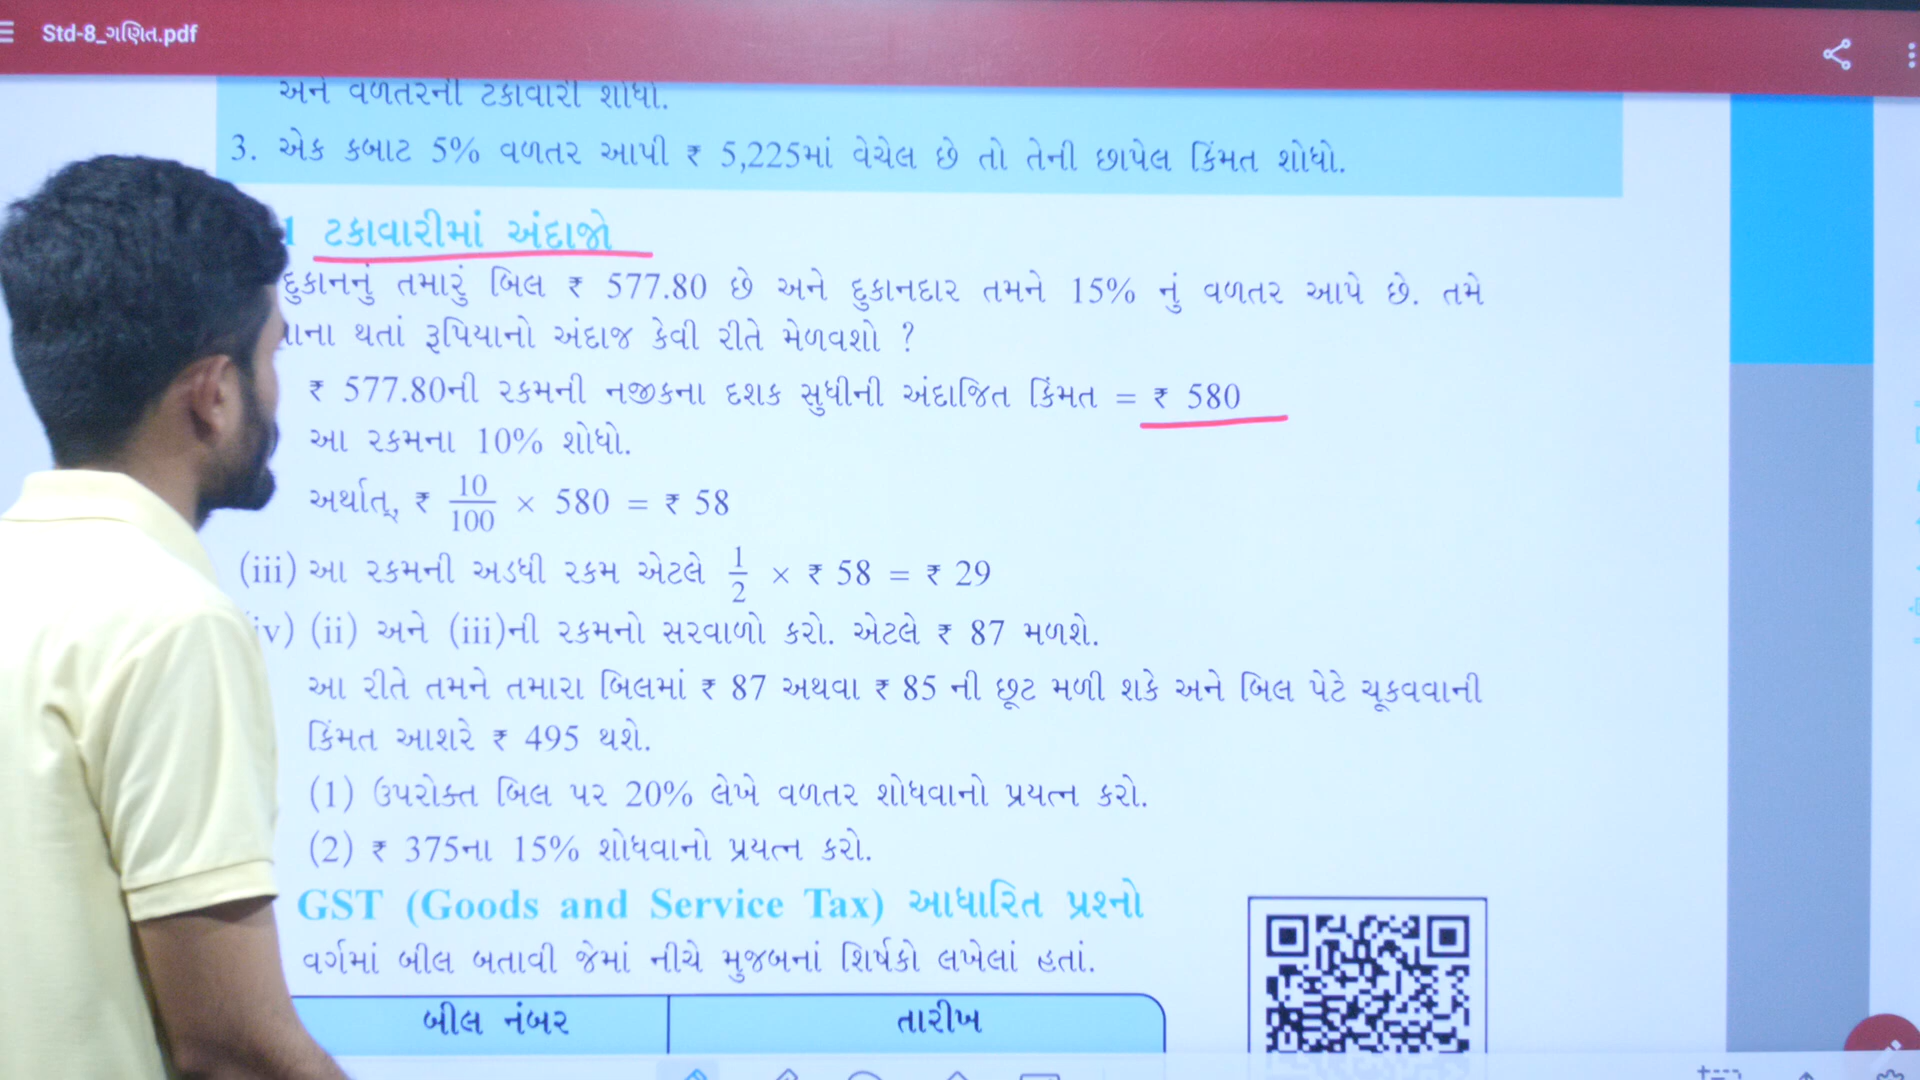 Std-8_ગણિત.pdf
અને વળતરની ટકાવારી શોધો.
3. એક કબાટ 5% વળતર આપી ₹ 5,225માં વેચેલ છે તો તેની છાપેલ કિંમત શોધો.
1 ટકાવારીમાં અંદાજો
દુકાનનું તમારું બિલ ₹ 577.80 છે અને દુકાનદાર તમને 15% નું વળતર આપે છે. તમે
થતાં રૂપિયાનો અંદાજ કેવી રીતે મેળવશો ?
₹ 577.80ની રકમની નજીકના દશક સુધીની અંદાજિત કિંમત = ₹ 580
આ રકમના 10% શોધો.
અર્થાત્, ₹ 10/100 × 580 = ₹ 58
(iii) આ રકમની અડધી રકમ એટલે 1/2 × ₹ 58 = ₹ 29
iv) (ii) અને (iii)ની રકમનો સરવાળો કરો. એટલે ₹ 87 મળશે.
આ રીતે તમને તમારા બિલમાં ₹ 87 અથવા ₹ 85 ની છૂટ મળી શકે અને બિલ પેટે ચૂકવવાની
કિંમત આશરે ₹ 495 થશે.
(1) ઉપરોક્ત બિલ પર 20% લેખે વળતર શોધવાનો પ્રયત્ન કરો.
(2) ₹ 375ના 15% શોધવાનો પ્રયત્ન કરો.
GST (Goods and Service Tax) આધારિત પ્રશ્નો
વર્ગમાં બીલ બતાવી જેમાં નીચે મુજબનાં શિર્ષકો લખેલાં હતાં.
બીલ નંબર તારીખ